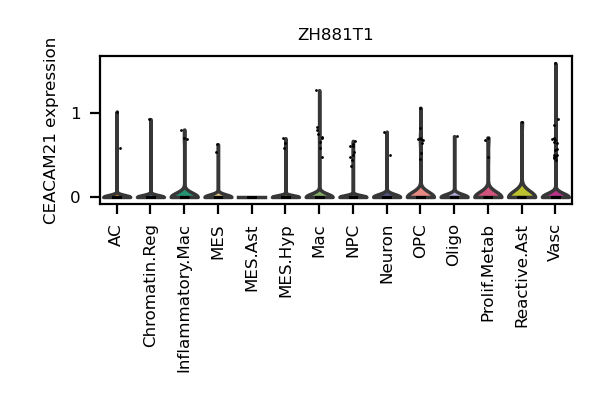 ZH881T1
CEACAM21 expression
1
0
AC
Chromatin.Reg
Inflammatory.Mac
MES
MES.Ast
MES.Hyp
Mac
NPC
Neuron
OPC
Oligo
Prolif.Metab
Reactive.Ast
Vasc